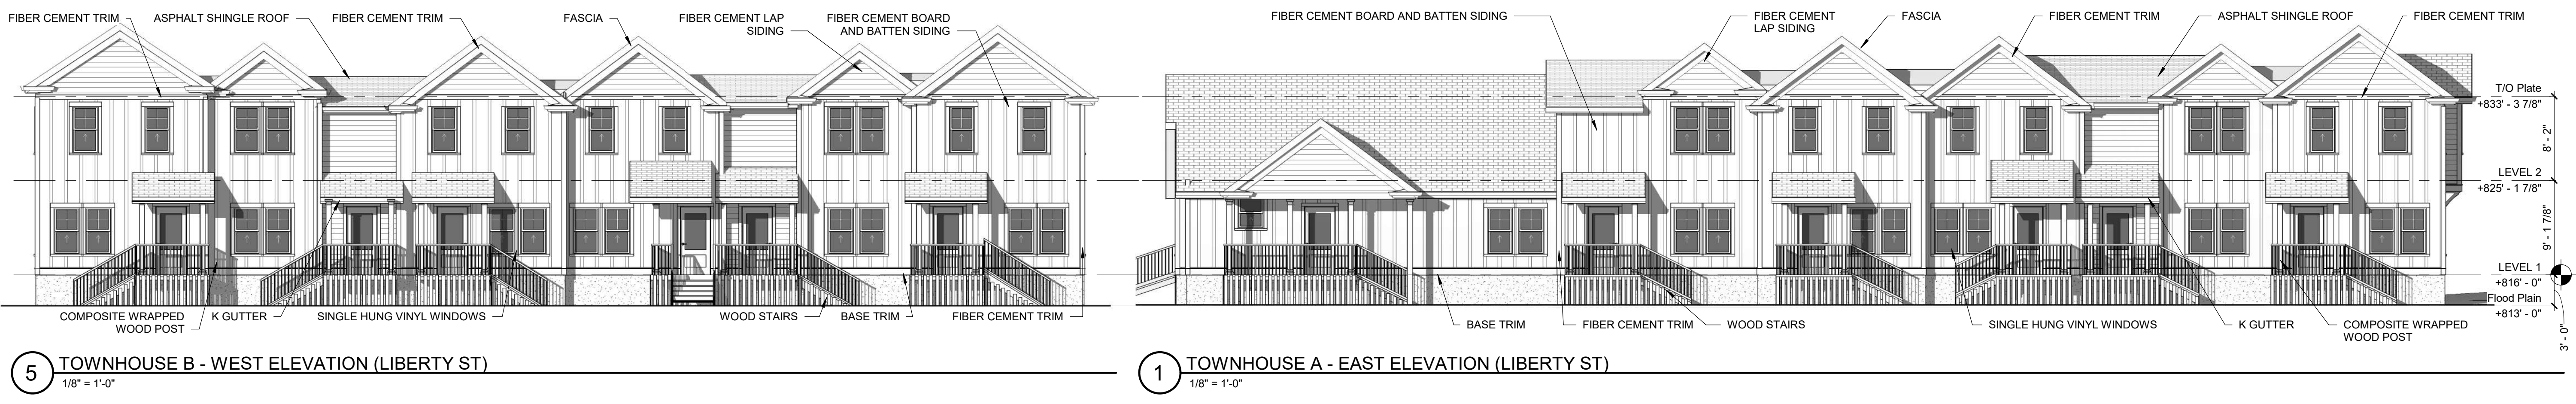 FIBER CEMENT TRIM
ASPHALT SHINGLE ROOF
FIBER CEMENT TRIM
FASCIA
FIBER CEMENT LAP
SIDING
FIBER CEMENT BOARD
AND BATTEN SIDING
COMPOSITE WRAPPED
WOOD POST
K GUTTER
SINGLE HUNG VINYL WINDOWS
WOOD STAIRS
BASE TRIM
FIBER CEMENT TRIM
5
TOWNHOUSE B - WEST ELEVATION (LIBERTY ST)
1/8" = 1'-0"
FIBER CEMENT BOARD AND BATTEN SIDING
FIBER CEMENT
LAP SIDING
FASCIA
FIBER CEMENT TRIM
ASPHALT SHINGLE ROOF
FIBER CEMENT TRIM
T/O Plate
+833' - 3 7/8"
8' - 2"
LEVEL 2
+825' - 1 7/8"
9' - 1 7/8"
LEVEL 1
+816' - 0"
Flood Plain
+813' - 0"
3' - 0"
BASE TRIM
FIBER CEMENT TRIM
WOOD STAIRS
SINGLE HUNG VINYL WINDOWS
K GUTTER
COMPOSITE WRAPPED
WOOD POST
1
TOWNHOUSE A - EAST ELEVATION (LIBERTY ST)
1/8" = 1'-0"